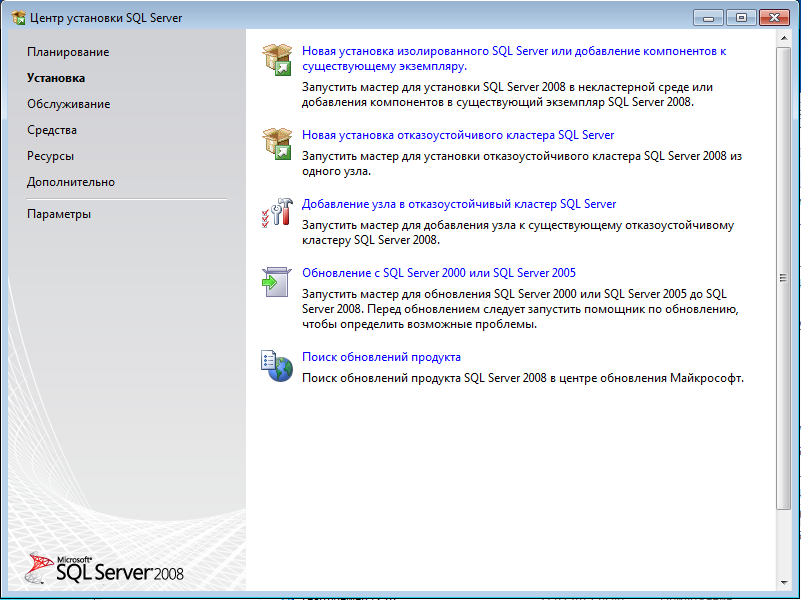 Центр установки SQL Server
Планирование
Установка
Обслуживание
Средства
Ресурсы
Дополнительно
Параметры
Новая установка изолированного SQL Server или добавление компонентов к
существующему экземпляру.
Запустить мастер для установки SQL Server 2008 в некластерной среде или
добавления компонентов в существующий экземпляр SQL Server 2008.
Новая установка отказоустойчивого кластера SQL Server
Запустить мастер для установки отказоустойчивого кластера SQL Server 2008 из
одного узла.
Добавление узла в отказоустойчивый кластер SQL Server
Запустить мастер для добавления узла к существующему отказоустойчивому
кластеру SQL Server 2008.
Обновление с SQL Server 2000 или SQL Server 2005
Запустить мастер для обновления SQL Server 2000 или SQL Server 2005 до SQL
Server 2008. Перед обновлением следует запустить помощник по обновлению,
чтобы определить возможные проблемы.
Поиск обновлений продукта
Поиск обновлений продукта SQL Server 2008 в центре обновления Майкрософт.
Microsoft®
SQL Server 2008